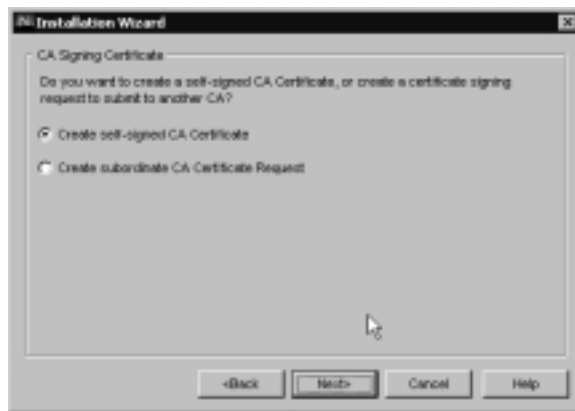 Installation Wizard
CA Signing Certificate
Do you want to create a self-signed CA Certificate, or create a certificate signing
request to submit to another CA?
Create self-signed CA Certificate
Create subordinate CA Certificate Request
<Back Next> Cancel Help